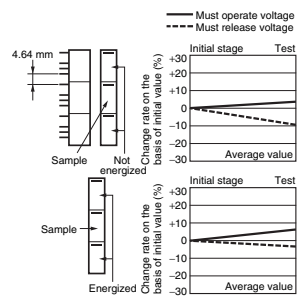 Must operate voltage
Must release voltage
4.64 mm
Sample
Not
energized
Initial stage
Test
Change rate on the
basis of initial value (%)
+30
+20
+10
0
−10
−20
−30
Average value
Sample
Energized
Initial stage
Test
Change rate on the
basis of initial value (%)
+30
+20
+10
0
−10
−20
−30
Average value